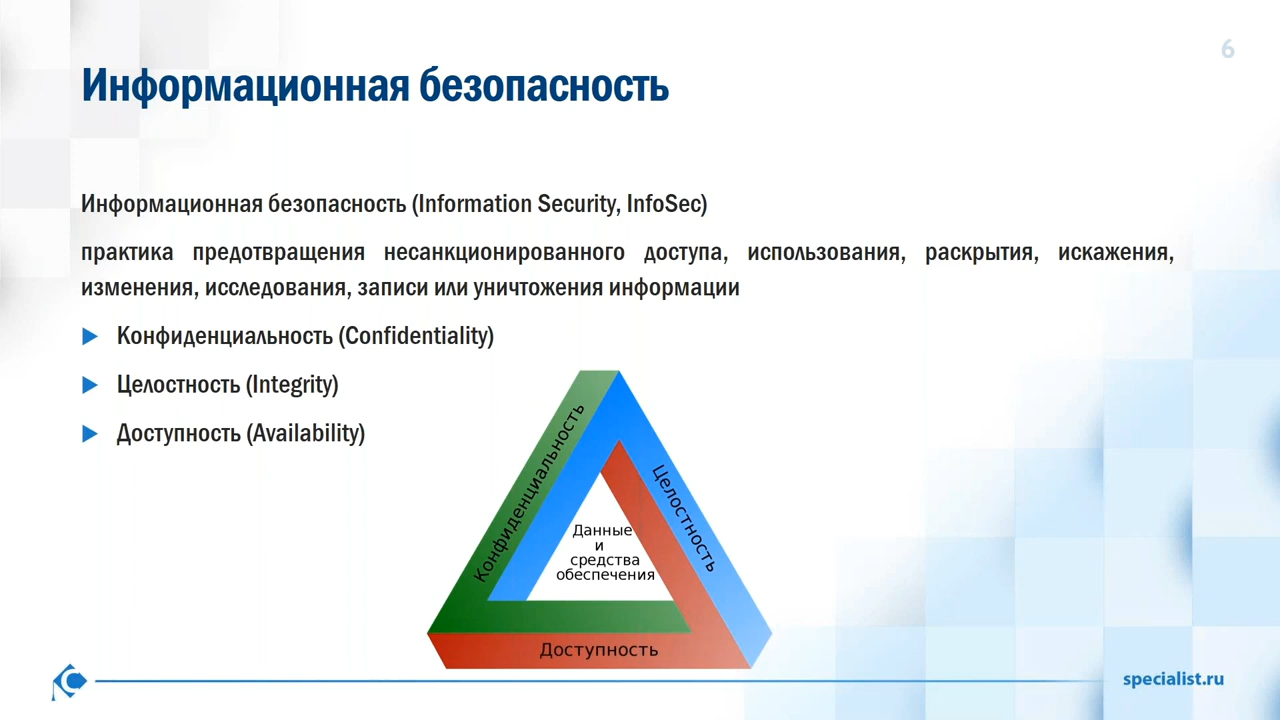 6
Информационная безопасность
Информационная безопасность (Information Security, InfoSec)
практика предотвращения несанкционированного доступа, использования, раскрытия, искажения,
изменения, исследования, записи или уничтожения информации
Конфиденциальность (Confidentiality)
Целостность (Integrity)
Доступность (Availability)
Конфиденциальность
Целостность
Данные
и
средства
обеспечения
Доступность
specialist.ru